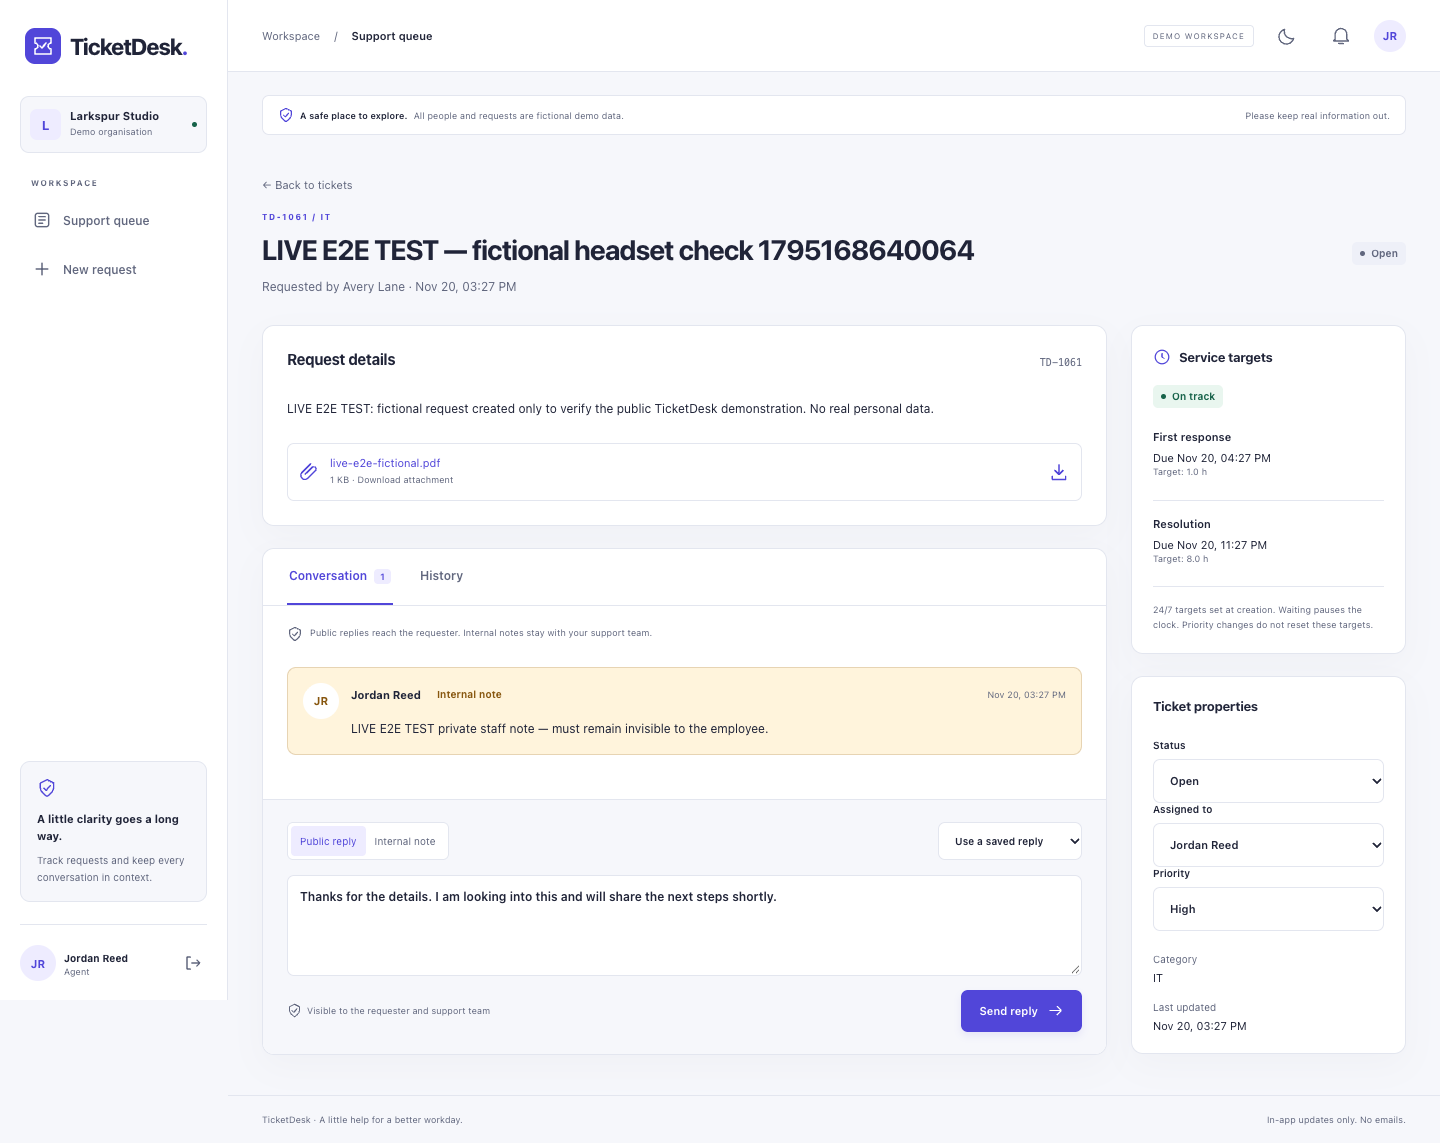 TicketDesk.
L
Larkspur Studio
Demo organisation
WORKSPACE
Support queue
New request
A little clarity goes a long
way.
Track requests and keep every
conversation in context.
JR
Jordan Reed
Agent
Workspace / Support queue
DEMO WORKSPACE
JR
A safe place to explore. All people and requests are fictional demo data.
Please keep real information out.
← Back to tickets
TD-1061 / IT
LIVE E2E TEST — fictional headset check 1795168640064
Open
Requested by Avery Lane · Nov 20, 03:27 PM
Request details
TD-1061
LIVE E2E TEST: fictional request created only to verify the public TicketDesk demonstration. No real personal data.
live-e2e-fictional.pdf
1 KB · Download attachment
Conversation 1
History
Public replies reach the requester. Internal notes stay with your support team.
JR
Jordan Reed
Internal note
Nov 20, 03:27 PM
LIVE E2E TEST private staff note — must remain invisible to the employee.
Public reply
Internal note
Use a saved reply
Thanks for the details. I am looking into this and will share the next steps shortly.
Visible to the requester and support team
Send reply →
Service targets
On track
First response
Due Nov 20, 04:27 PM
Target: 1.0 h
Resolution
Due Nov 20, 11:27 PM
Target: 8.0 h
24/7 targets set at creation. Waiting pauses the
clock. Priority changes do not reset these targets.
Ticket properties
Status
Open
Assigned to
Jordan Reed
Priority
High
Category
IT
Last updated
Nov 20, 03:27 PM
TicketDesk · A little help for a better workday.
In-app updates only. No emails.